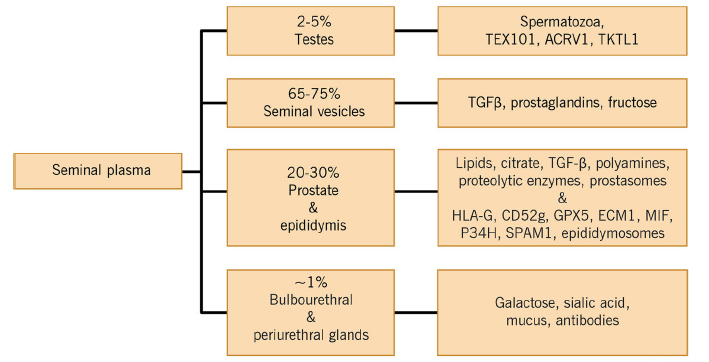 Seminal plasma
2-5%
Testes
Spermatozoa,
TEX101, ACRV1, TKTL1
65-75%
Seminal vesicles
TGFβ, prostaglandins, fructose
20-30%
Prostate
&
epididymis
Lipids, citrate, TGF-β, polyamines,
proteolytic enzymes, prostasomes
&
HLA-G, CD52g, GPX5, ECM1, MIF,
P34H, SPAM1, epididymosomes
~1%
Bulbourethral
&
periurethral glands
Galactose, sialic acid,
mucus, antibodies